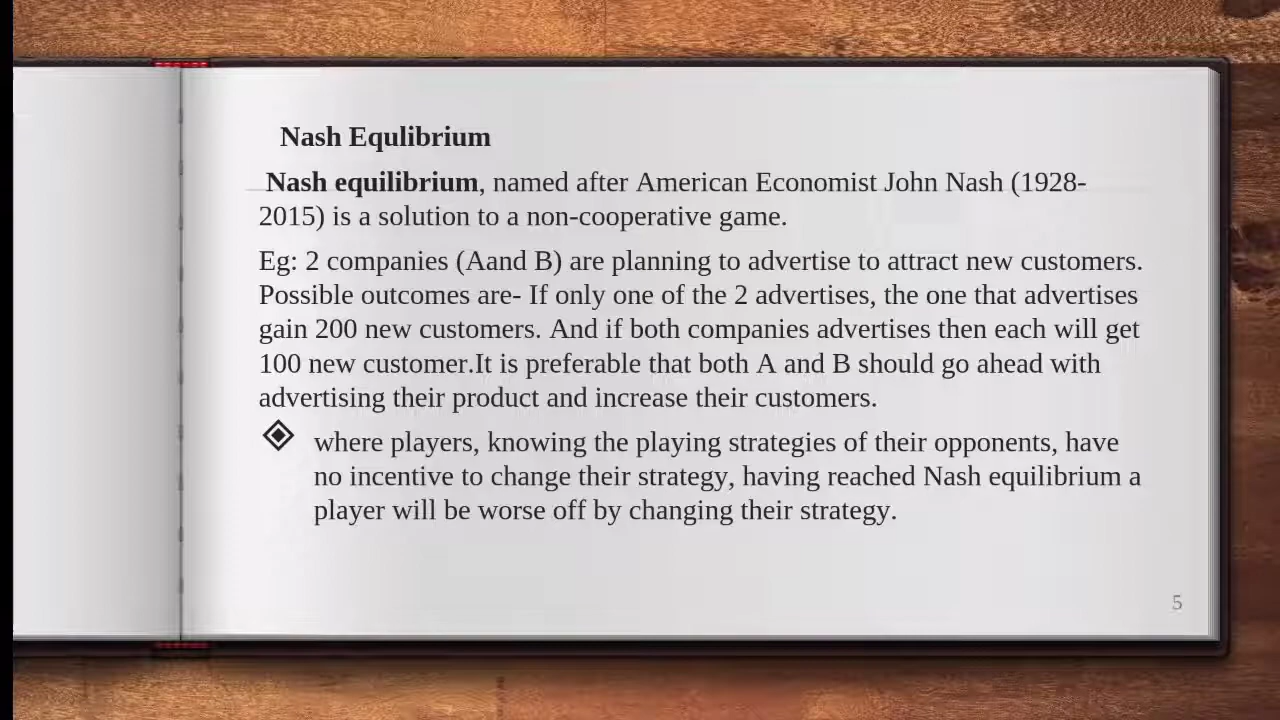 Nash Equlibrium
Nash equilibrium, named after American Economist John Nash (1928-
2015) is a solution to a non-cooperative game.
Eg: 2 companies (Aand B) are planning to advertise to attract new customers.
Possible outcomes are- If only one of the 2 advertises, the one that advertises
gain 200 new customers. And if both companies advertises then each will get
100 new customer.It is preferable that both A and B should go ahead with
advertising their product and increase their customers.
where players, knowing the playing strategies of their opponents, have
no incentive to change their strategy, having reached Nash equilibrium a
player will be worse off by changing their strategy.
5